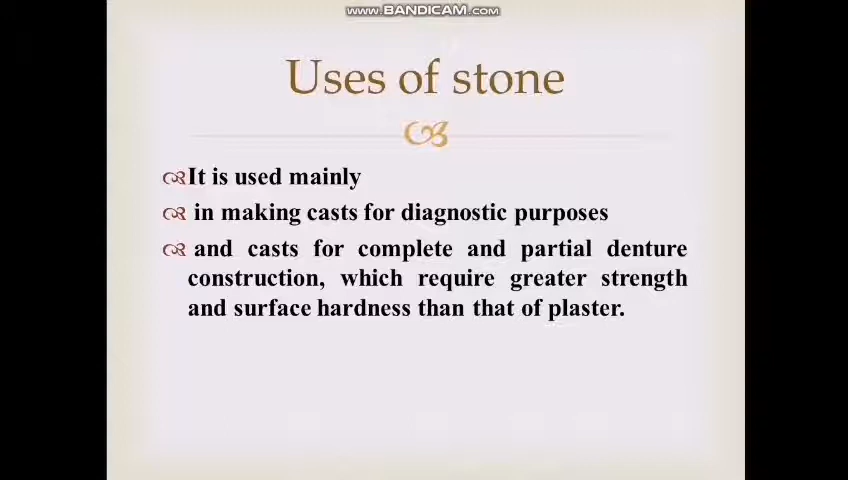 www.BANDICAM.com
Uses of stone
It is used mainly
in making casts for diagnostic purposes
and casts for complete and partial denture
construction, which require greater strength
and surface hardness than that of plaster.